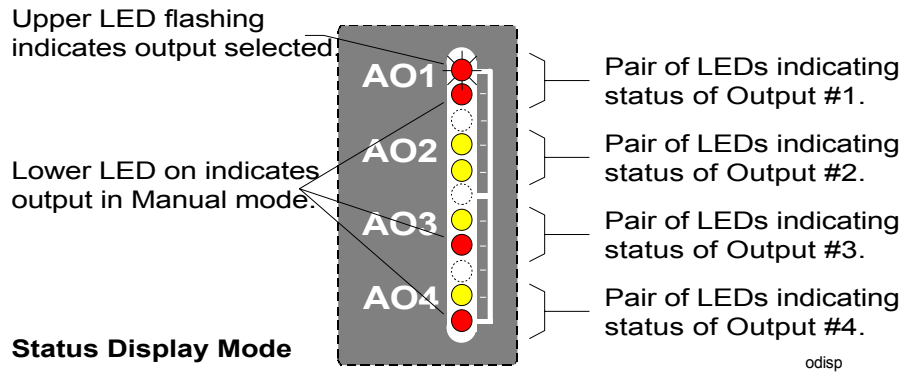 Upper LED flashing
indicates output selected.
Lower LED on indicates
output in Manual mode.
Status Display Mode
AO1
AO2
AO3
AO4
Pair of LEDs indicating
status of Output #1.
Pair of LEDs indicating
status of Output #2.
Pair of LEDs indicating
status of Output #3.
Pair of LEDs indicating
status of Output #4.
odisp